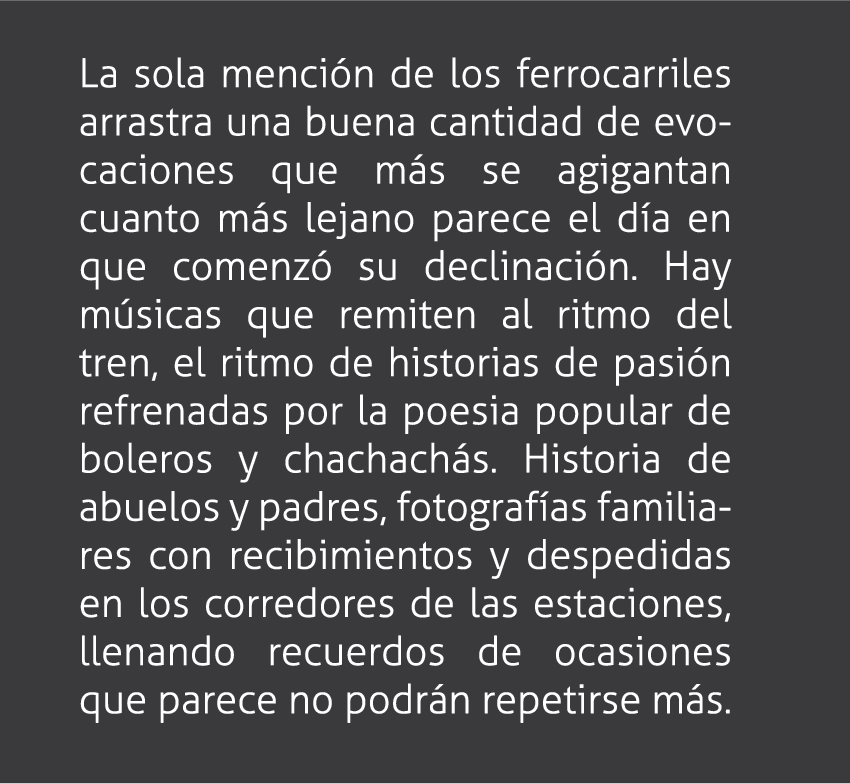 La sola mención de los ferrocarriles
arrastra una buena cantidad de evo-
caciones que más se agigantan
cuanto más lejano parece el día en
que comenzó su declinación. Hay
músicas que remiten al ritmo del
tren, el ritmo de historias de pasión
refrenadas por la poesia popular de
boleros y chachachás. Historia de
abuelos y padres, fotografías familia-
res con recibimientos y despedidas
en los corredores de las estaciones,
llenando recuerdos de ocasiones
que parece no podrán repetirse más.